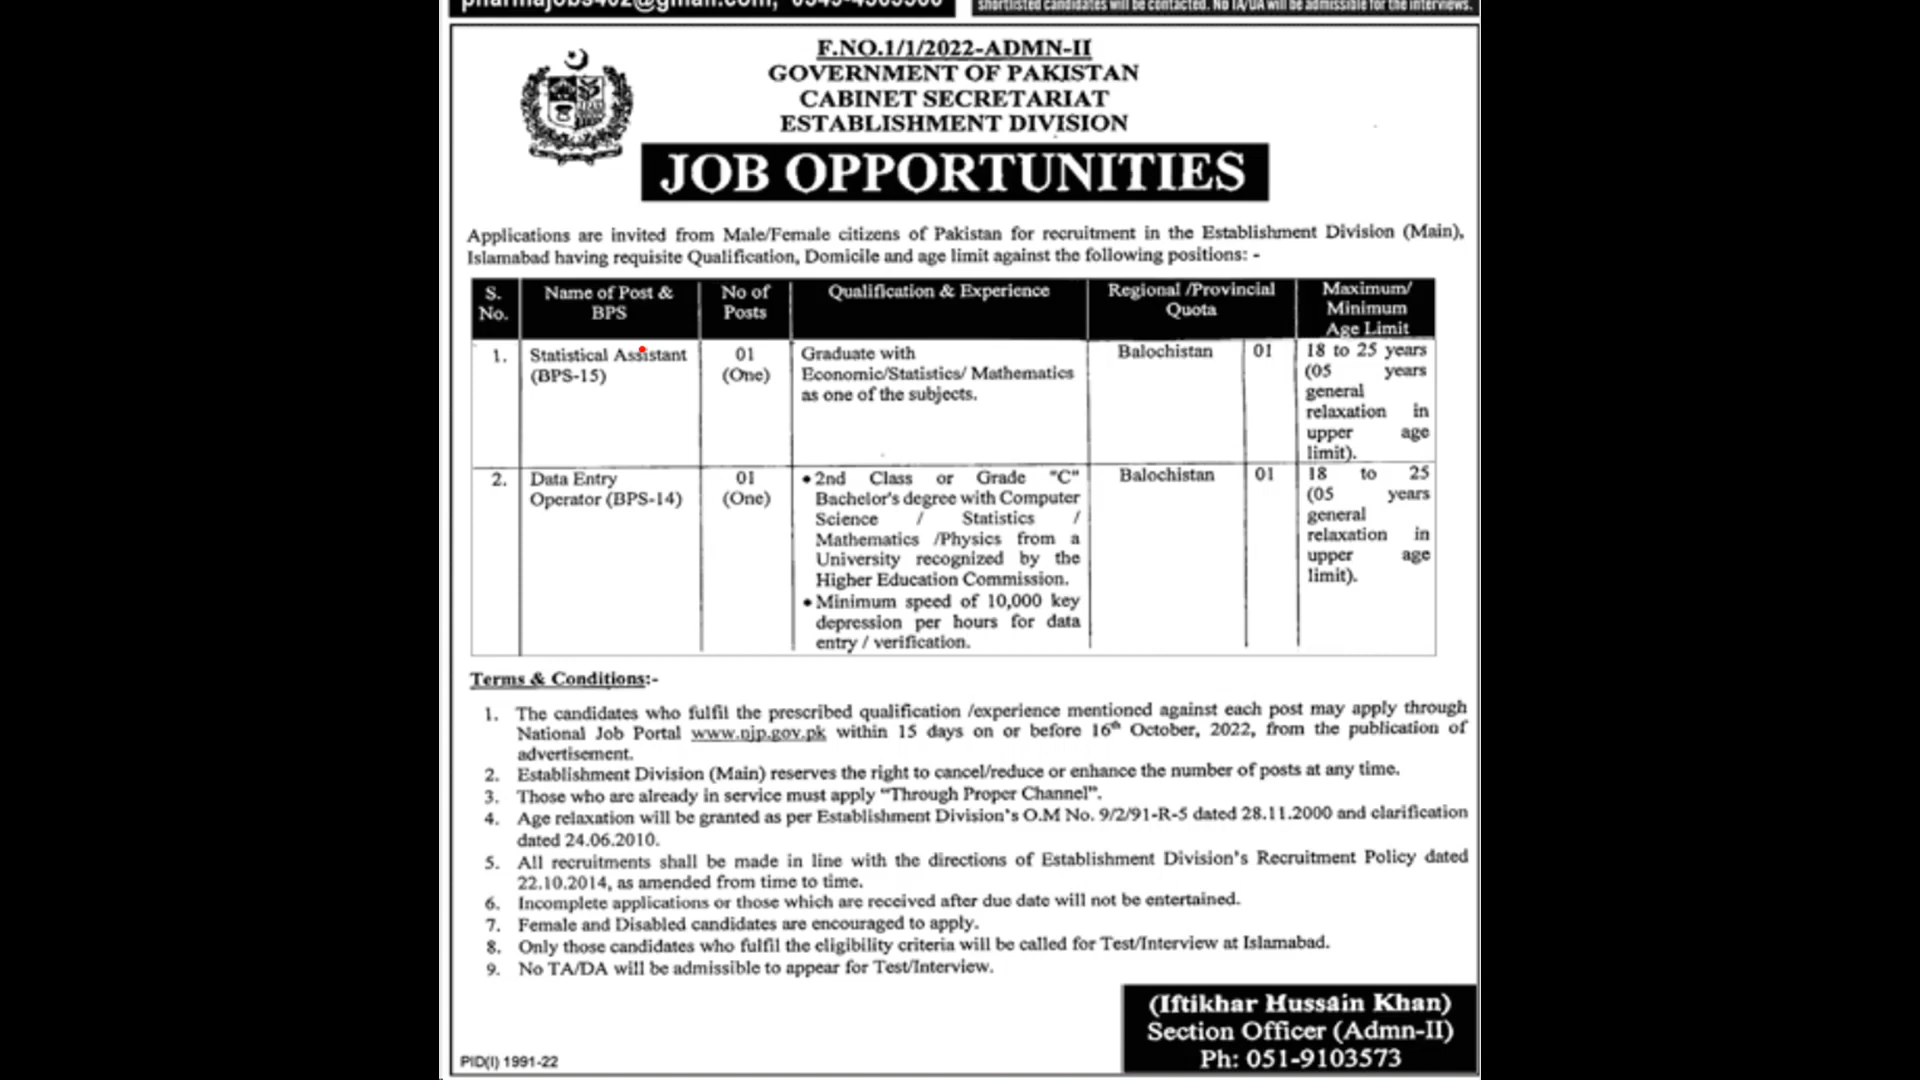 shortlisted candidates will be contacted. No TA/DA will be admissible for the interviews.
F.NO.1/1/2022-ADMN-II
GOVERNMENT OF PAKISTAN
CABINET SECRETARIAT
ESTABLISHMENT DIVISION
JOB OPPORTUNITIES
Applications are invited from Male/Female citizens of Pakistan for recruitment in the Establishment Division (Main),
Islamabad having requisite Qualification, Domicile and age limit against the following positions: -
S. No.
Name of Post & BPS
No of Posts
Qualification & Experience
Regional /Provincial Quota
Maximum/ Minimum Age Limit
1.
Statistical Assistant
(BPS-15)
01
(One)
Graduate with
Economic/Statistics/ Mathematics
as one of the subjects.
Balochistan
01
18 to 25 years
(05 years
general
relaxation in
upper age
limit).
2.
Data Entry
Operator (BPS-14)
01
(One)
•2nd Class or Grade "C"
Bachelor's degree with Computer
Science / Statistics /
Mathematics /Physics from a
University recognized by the
Higher Education Commission.
•Minimum speed of 10,000 key
depression per hours for data
entry / verification.
Balochistan
01
18 to 25
(05 years
general
relaxation in
upper age
limit).
Terms & Conditions:-
1. The candidates who fulfil the prescribed qualification /experience mentioned against each post may apply through
National Job Portal www.njp.gov.pk within 15 days on or before 16th October, 2022, from the publication of
advertisement.
2. Establishment Division (Main) reserves the right to cancel/reduce or enhance the number of posts at any time.
3. Those who are already in service must apply "Through Proper Channel".
4. Age relaxation will be granted as per Establishment Division's O.M No. 9/2/91-R-5 dated 28.11.2000 and clarification
dated 24.06.2010.
5. All recruitments shall be made in line with the directions of Establishment Division's Recruitment Policy dated
22.10.2014, as amended from time to time.
6. Incomplete applications or those which are received after due date will not be entertained.
7. Female and Disabled candidates are encouraged to apply.
8. Only those candidates who fulfil the eligibility criteria will be called for Test/Interview at Islamabad.
9. No TA/DA will be admissible to appear for Test/Interview.
(Iftikhar Hussain Khan)
Section Officer (Admn-II)
Ph: 051-9103573
PID(I) 1991-22